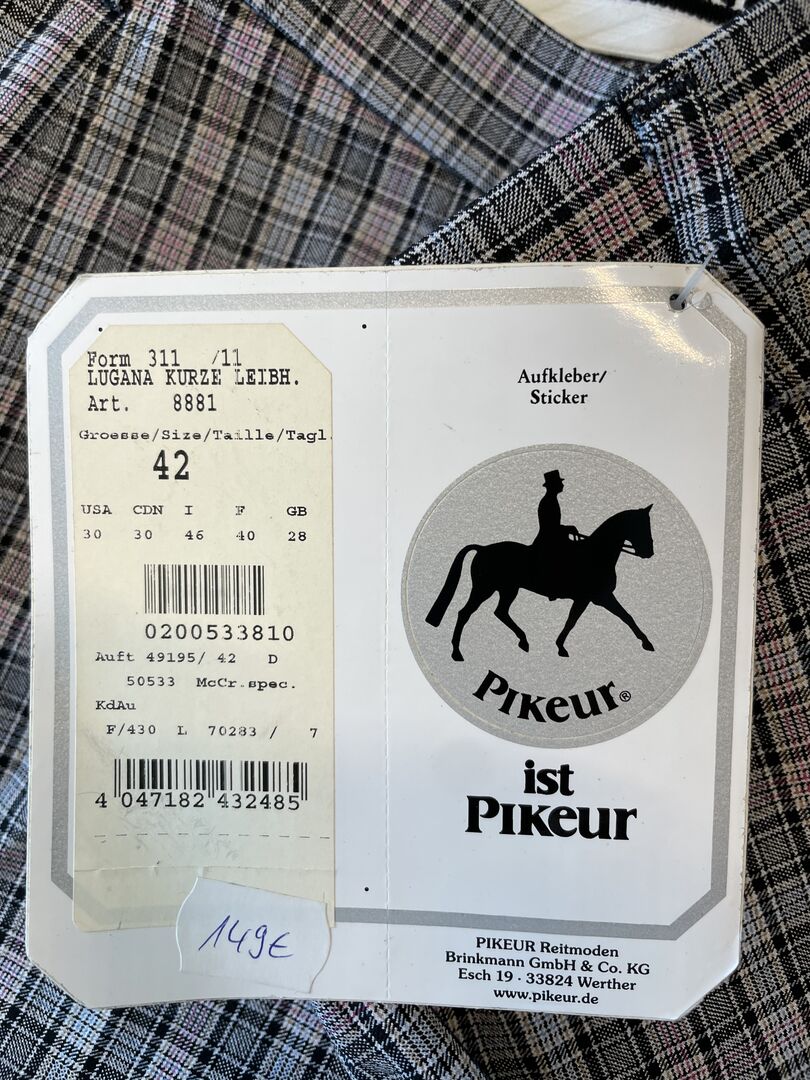 Form 311 /11
LUGANA KURZE LEIBH.
Art. 8881
Groesse/Size/Taille/Tagl.
42
USA CDN I F GB
30 30 46 40 28
0200533810
Auft 49195/ 42 D
50533 McCr.spec.
KdAu
F/430 L 70283 / 7
4 047182 432485
149€
Aufkleber/
Sticker
PIKEUR®
ist
PIKEUR
PIKEUR Reitmoden
Brinkmann GmbH & Co. KG
Esch 19 · 33824 Werther
www.pikeur.de